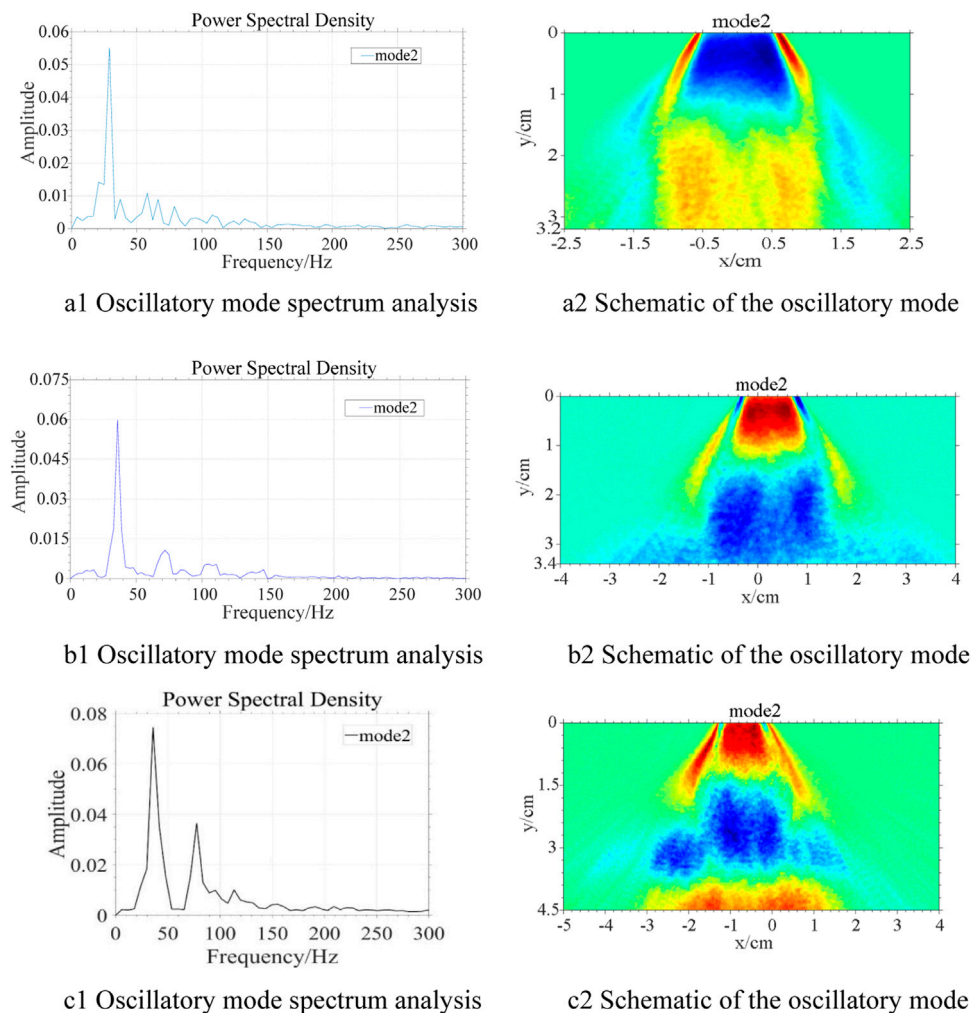 Power Spectral Density
0.06
0.05
0.04
0.03
0.02
0.01
0
Amplitude
mode2
0 50 100 150 200 250 300
Frequency/Hz
a1 Oscillatory mode spectrum analysis
mode2
0
1
2
3
3.2
y/cm
-2.5 -1.5 -0.5 0.5 1.5 2.5
x/cm
a2 Schematic of the oscillatory mode
Power Spectral Density
0.075
0.06
0.045
0.03
0.015
0
Amplitude
mode2
0 50 100 150 200 250 300
Frequency/Hz
b1 Oscillatory mode spectrum analysis
mode2
0
1
2
3
3.4
y/cm
-4 -3 -2 -1 0 1 2 3 4
x/cm
b2 Schematic of the oscillatory mode
Power Spectral Density
0.08
0.06
0.04
0.02
0
Amplitude
mode2
0 50 100 150 200 250 300
Frequency/Hz
c1 Oscillatory mode spectrum analysis
mode2
0
1.5
3
4.5
y/cm
-5 -4 -3 -2 -1 0 1 2 3 4
x/cm
c2 Schematic of the oscillatory mode